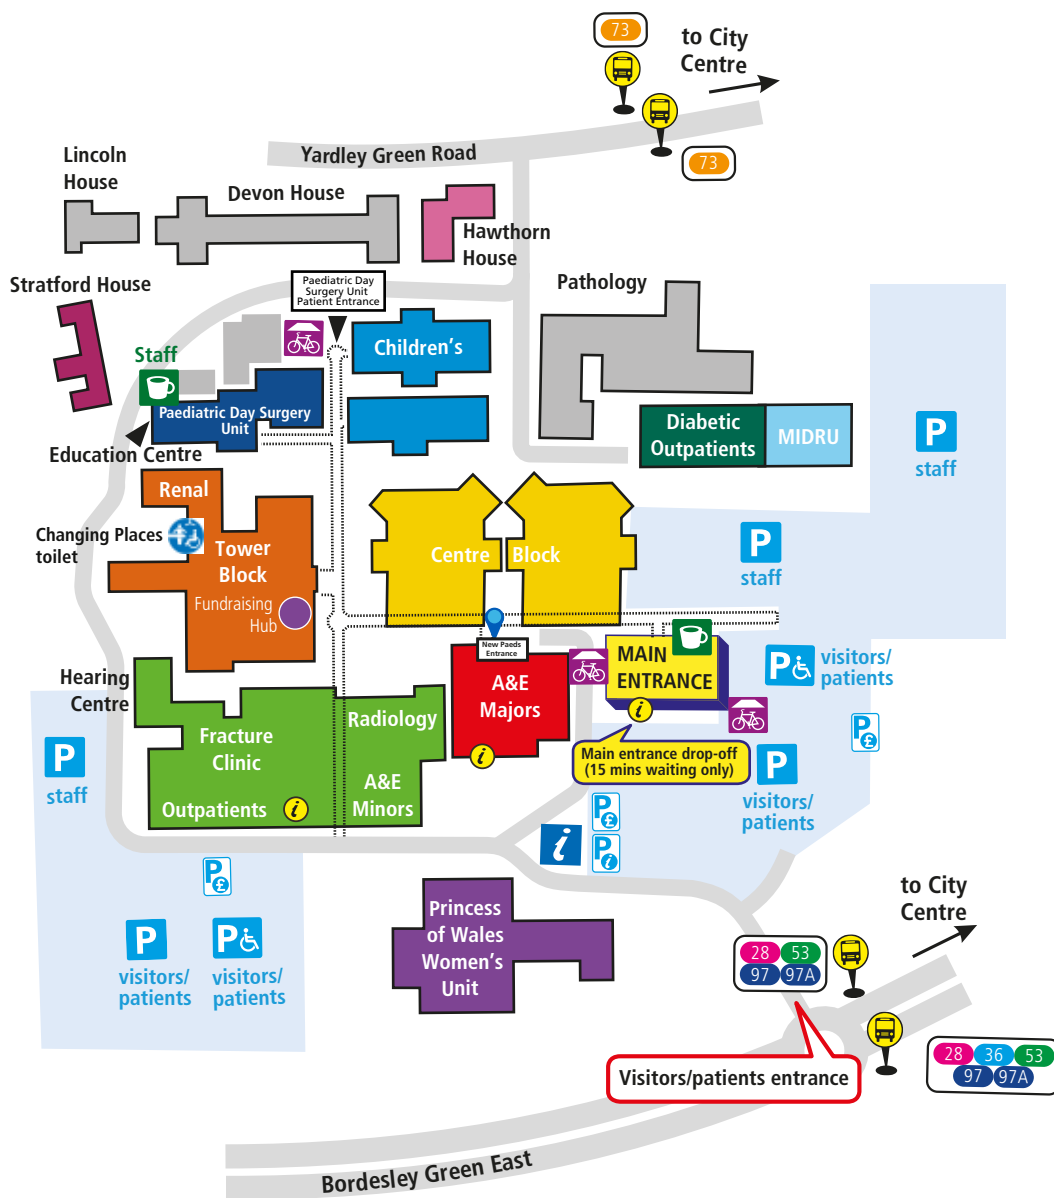 73
to City
Centre
73
Yardley Green Road
Lincoln
House
Devon House
Hawthorn
House
Stratford House
Paediatric Day
Surgery Unit
Patient Entrance
Pathology
Children's
Staff
Paediatric Day Surgery
Unit
Education Centre
Diabetic
Outpatients
MIDRU
P
staff
Renal
Changing Places
toilet
Tower
Block
Fundraising
Hub
Centre Block
P
staff
New Paeds
Entrance
MAIN
ENTRANCE
i
P
visitors/
patients
Hearing
Centre
A&E
Majors
i
Radiology
Fracture
Clinic
A&E
Minors
Outpatients
i
P
staff
Main entrance drop-off
(15 mins waiting only)
P
visitors/
patients
P
£
P
£
P
i
i
P
£
P
visitors/
patients
P
visitors/
patients
Princess
of Wales
Women's
Unit
to City
Centre
28 53
97 97A
28 36 53
97 97A
Visitors/patients entrance
Bordesley Green East